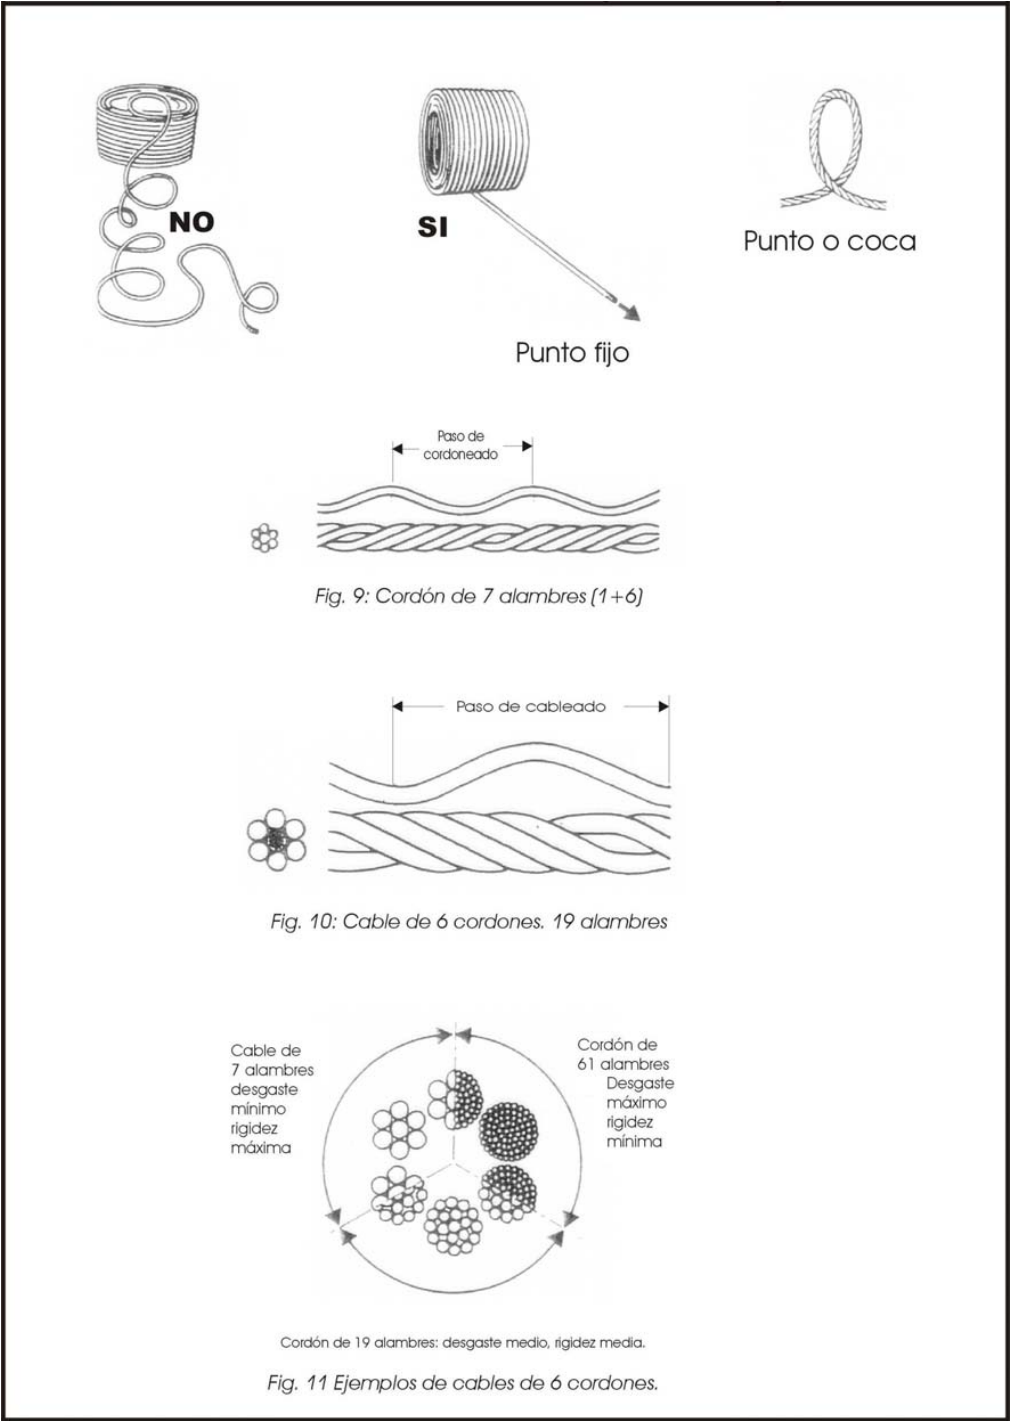 NO
SI
Punto o coca
Punto fijo
Paso de
cordoneado
Fig. 9: Cordón de 7 alambres (1+6)
Paso de cableado
Fig. 10: Cable de 6 cordones. 19 alambres
Cable de
7 alambres
desgaste
mínimo
rigidez
máxima
Cordón de
61 alambres
Desgaste
máximo
rigidez
mínima
Cordón de 19 alambres: desgaste medio, rigidez media.
Fig. 11 Ejemplos de cables de 6 cordones.